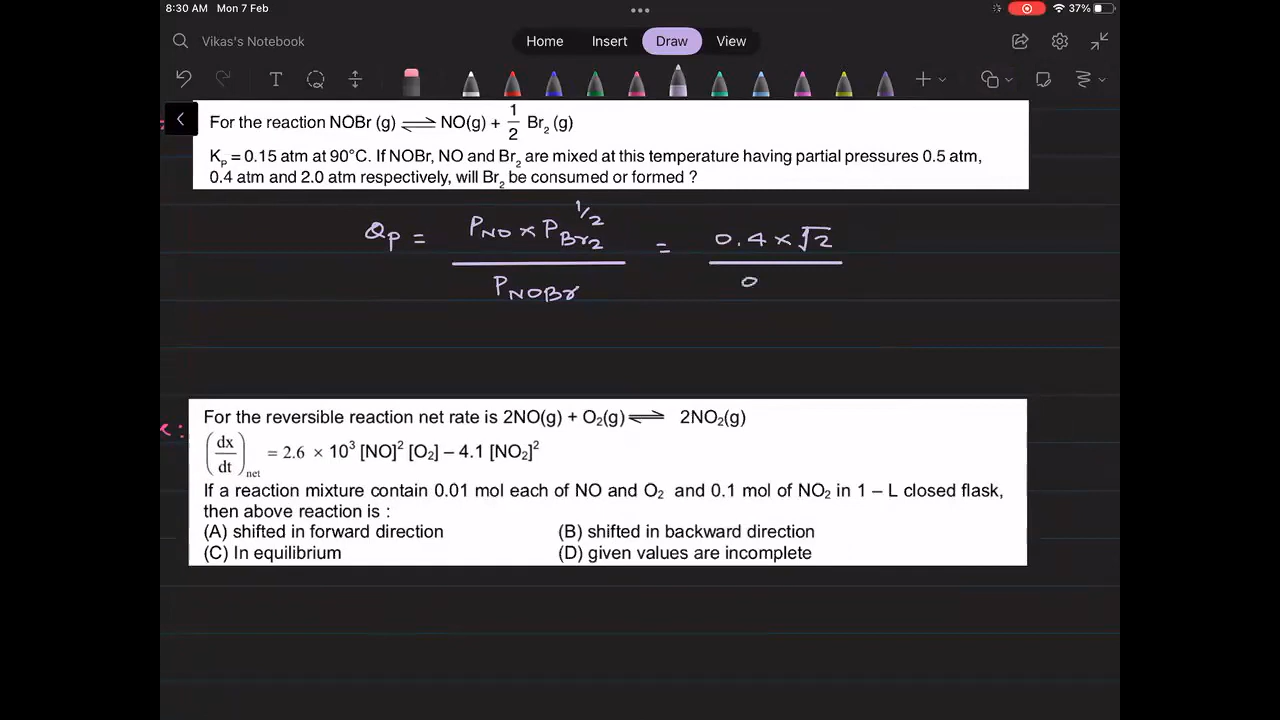 8:30 AM Mon 7 Feb
37%
Vikas's Notebook
Home Insert Draw View
For the reaction NOBr (g) ⇌ NO(g) + 1/2 Br₂ (g)
Kₚ = 0.15 atm at 90°C. If NOBr, NO and Br₂ are mixed at this temperature having partial pressures 0.5 atm,
0.4 atm and 2.0 atm respectively, will Br₂ be consumed or formed ?
Qp = (P_NO × P_Br₂^1/2) / P_NOBr = (0.4 × √2) / 0
x :
For the reversible reaction net rate is 2NO(g) + O₂(g) ⇌ 2NO₂(g)
(dx/dt)net = 2.6 × 10³ [NO]² [O₂] – 4.1 [NO₂]²
If a reaction mixture contain 0.01 mol each of NO and O₂ and 0.1 mol of NO₂ in 1 – L closed flask,
then above reaction is :
(A) shifted in forward direction (B) shifted in backward direction
(C) In equilibrium (D) given values are incomplete